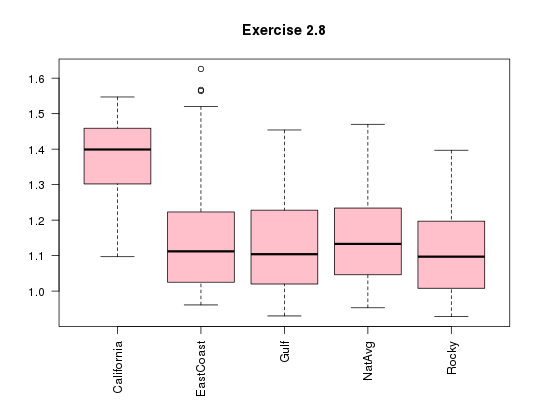 Exercise 2.8
1.6
1.5
1.4
1.3
1.2
1.1
1.0
California
EastCoast
Gulf
NatAvg
Rocky